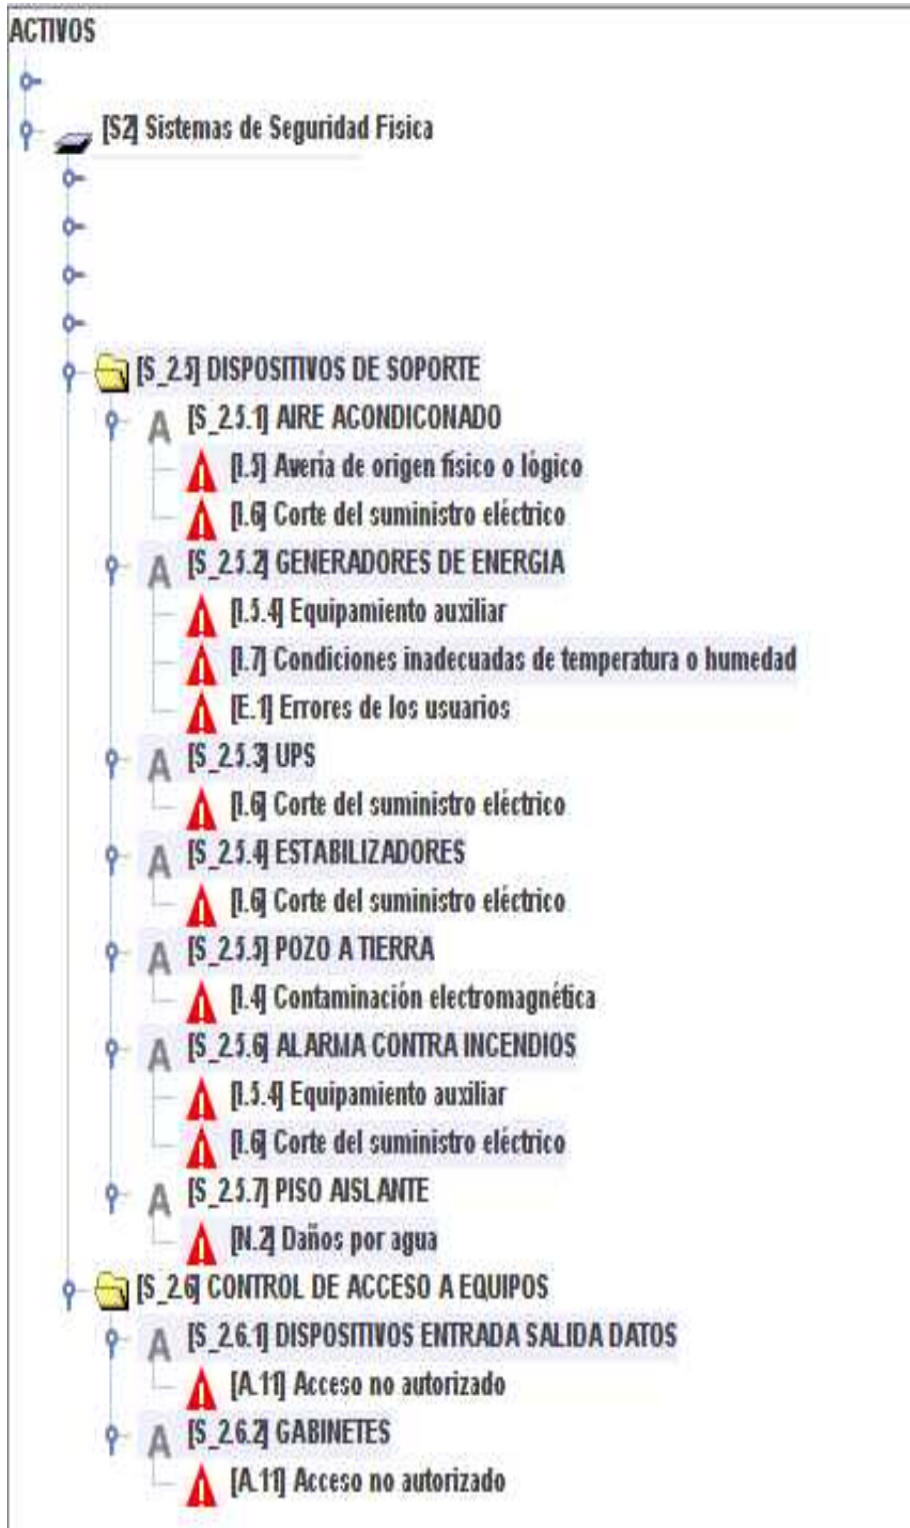 ACTIVOS
[S2] Sistemas de Seguridad Fisica
[S_2.5] DISPOSITIVOS DE SOPORTE
[S_2.5.1] AIRE ACONDICONADO
[I.5] Avería de origen físico o lógico
[I.6] Corte del suministro eléctrico
[S_2.5.2] GENERADORES DE ENERGIA
[I.5.4] Equipamiento auxiliar
[I.7] Condiciones inadecuadas de temperatura o humedad
[E.1] Errores de los usuarios
[S_2.5.3] UPS
[I.6] Corte del suministro eléctrico
[S_2.5.4] ESTABILIZADORES
[I.6] Corte del suministro eléctrico
[S_2.5.5] POZO A TIERRA
[I.4] Contaminación electromagnética
[S_2.5.6] ALARMA CONTRA INCENDIOS
[I.5.4] Equipamiento auxiliar
[I.6] Corte del suministro eléctrico
[S_2.5.7] PISO AISLANTE
[N.2] Daños por agua
[S_2.6] CONTROL DE ACCESO A EQUIPOS
[S_2.6.1] DISPOSITIVOS ENTRADA SALIDA DATOS
[A.11] Acceso no autorizado
[S_2.6.2] GABINETES
[A.11] Acceso no autorizado